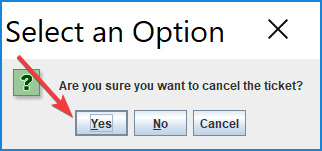 Select an Option ×
?
Are you sure you want to cancel the ticket?
Yes No Cancel